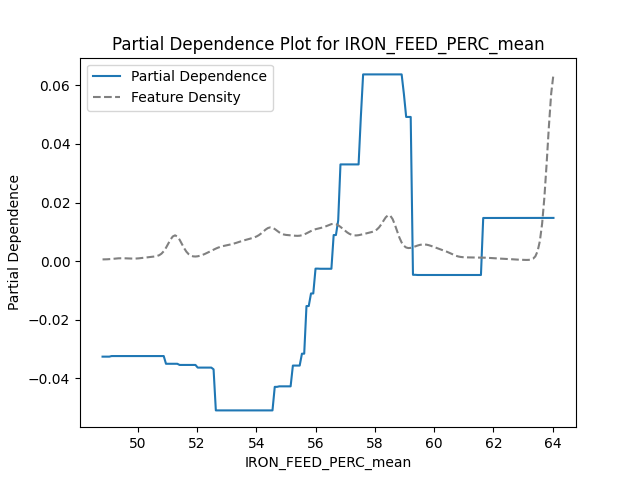 Partial Dependence Plot for IRON_FEED_PERC_mean
Partial Dependence
Feature Density
0.06
0.04
0.02
0.00
−0.02
−0.04
Partial Dependence
50 52 54 56 58 60 62 64
IRON_FEED_PERC_mean